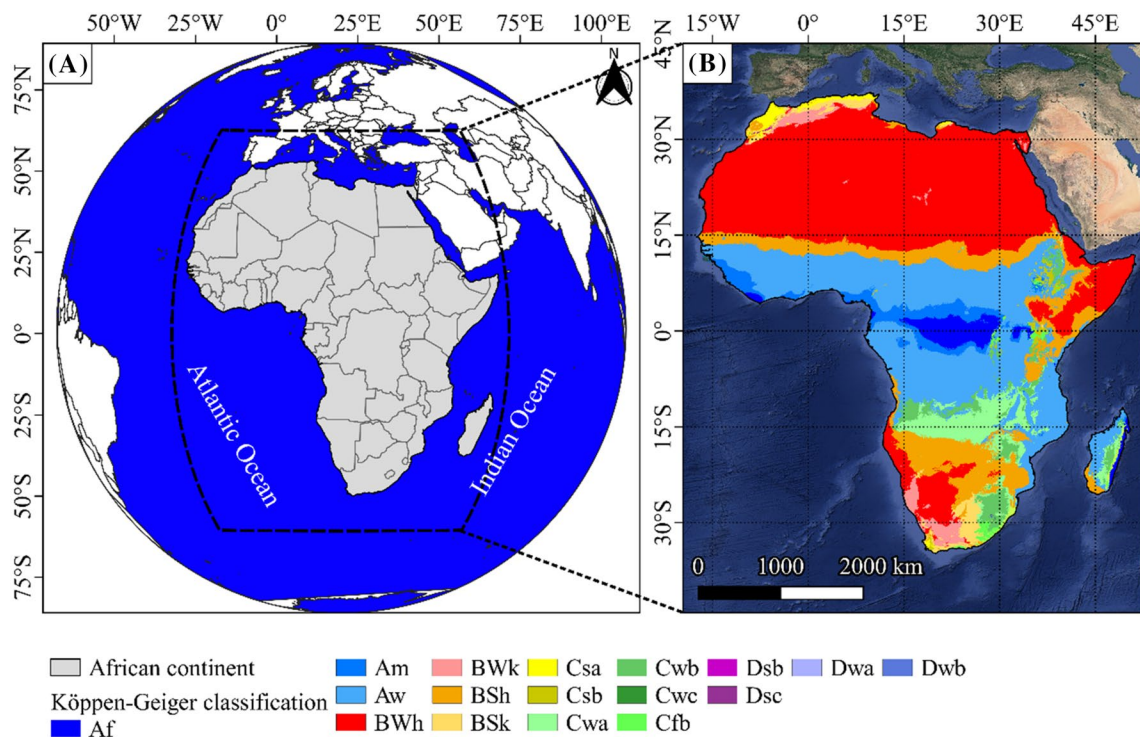 50°W 25°W 0° 25°E 50°E 75°E 100°E
15°W 0° 15°E 30°E 45°E
(A)
N
(B)
75°N
50°N
25°N
0°
25°S
50°S
75°S
Atlantic Ocean
Indian Ocean
45°N
30°N
15°N
0°
15°S
30°S
0 1000 2000 km
African continent
Köppen-Geiger classification
Af
Am
Aw
BWh
BWk
BSh
BSk
Csa
Csb
Cwa
Cwb
Cwc
Cfb
Dsb
Dsc
Dwa
Dwb